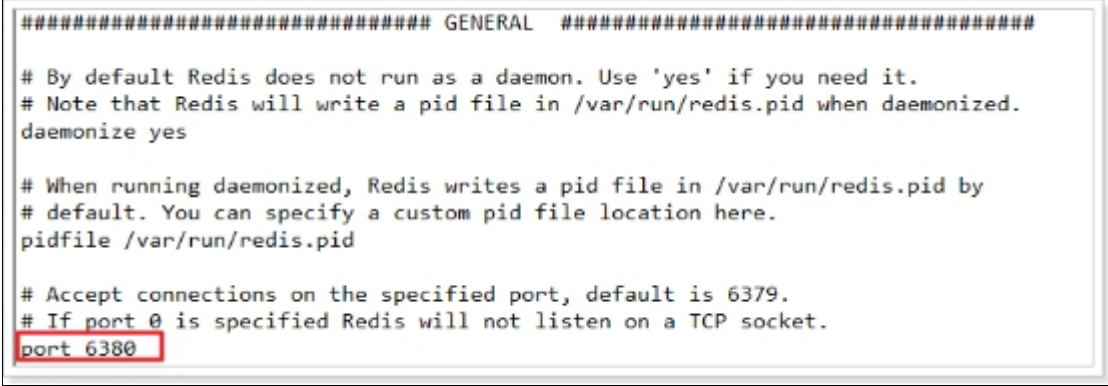 ################################ GENERAL  #####################################
# By default Redis does not run as a daemon. Use 'yes' if you need it.
# Note that Redis will write a pid file in /var/run/redis.pid when daemonized.
daemonize yes
# When running daemonized, Redis writes a pid file in /var/run/redis.pid by
# default. You can specify a custom pid file location here.
pidfile /var/run/redis.pid
# Accept connections on the specified port, default is 6379.
# If port 0 is specified Redis will not listen on a TCP socket.
port 6380